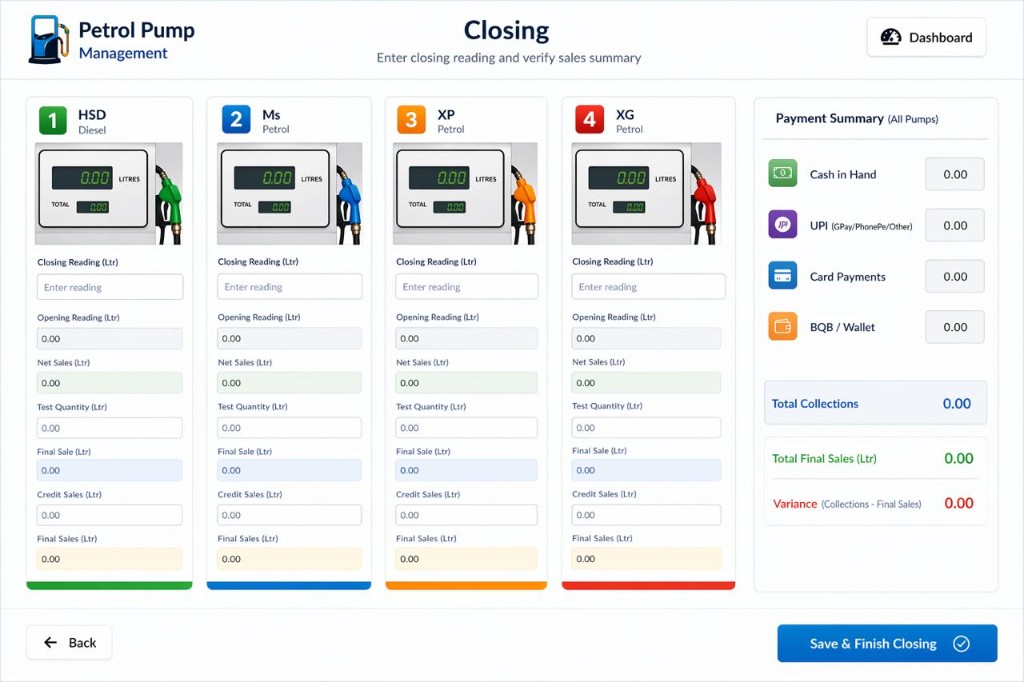 Petrol Pump
Management
Closing
Enter closing reading and verify sales summary
Dashboard
1
HSD
Diesel
0.00 LITRES
TOTAL 0.00
Closing Reading (Ltr)
Enter reading
Opening Reading (Ltr)
0.00
Net Sales (Ltr)
0.00
Test Quantity (Ltr)
0.00
Final Sale (Ltr)
0.00
Credit Sales (Ltr)
0.00
Final Sales (Ltr)
0.00
2
Ms
Petrol
0.00 LITRES
TOTAL 0.00
Closing Reading (Ltr)
Enter reading
Opening Reading (Ltr)
0.00
Net Sales (Ltr)
0.00
Test Quantity (Ltr)
0.00
Final Sale (Ltr)
0.00
Credit Sales (Ltr)
0.00
Final Sales (Ltr)
0.00
3
XP
Petrol
0.00 LITRES
TOTAL 0.00
Closing Reading (Ltr)
Enter reading
Opening Reading (Ltr)
0.00
Net Sales (Ltr)
0.00
Test Quantity (Ltr)
0.00
Final Sale (Ltr)
0.00
Credit Sales (Ltr)
0.00
Final Sales (Ltr)
0.00
4
XG
Petrol
0.00 LITRES
TOTAL 0.00
Closing Reading (Ltr)
Enter reading
Opening Reading (Ltr)
0.00
Net Sales (Ltr)
0.00
Test Quantity (Ltr)
0.00
Final Sale (Ltr)
0.00
Credit Sales (Ltr)
0.00
Final Sales (Ltr)
0.00
Payment Summary (All Pumps)
Cash in Hand 0.00
UPI (GPay/PhonePe/Other) 0.00
Card Payments 0.00
BQB / Wallet 0.00
Total Collections 0.00
Total Final Sales (Ltr) 0.00
Variance (Collections - Final Sales) 0.00
Back
Save & Finish Closing